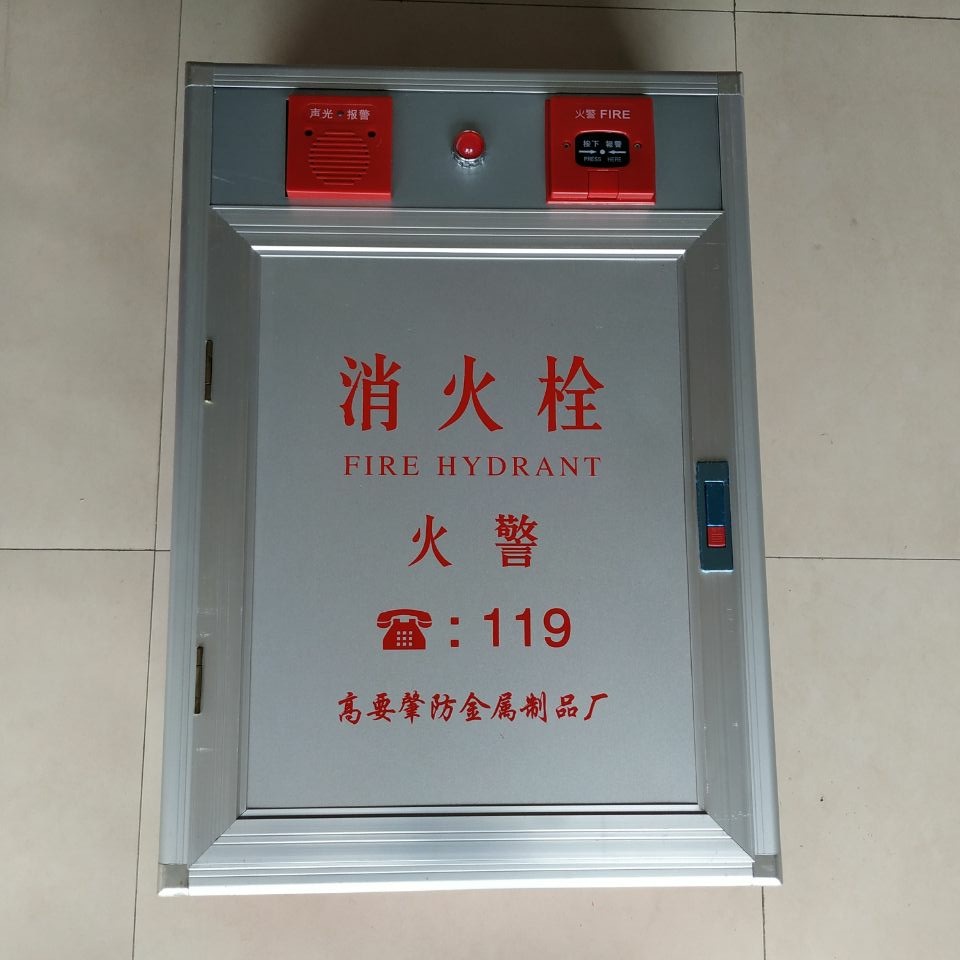 声光 报警
火警 FIRE
按下 报警
PRESS HERE
消火栓
FIRE HYDRANT
火警
☎: 119
高要肇防金属制品厂